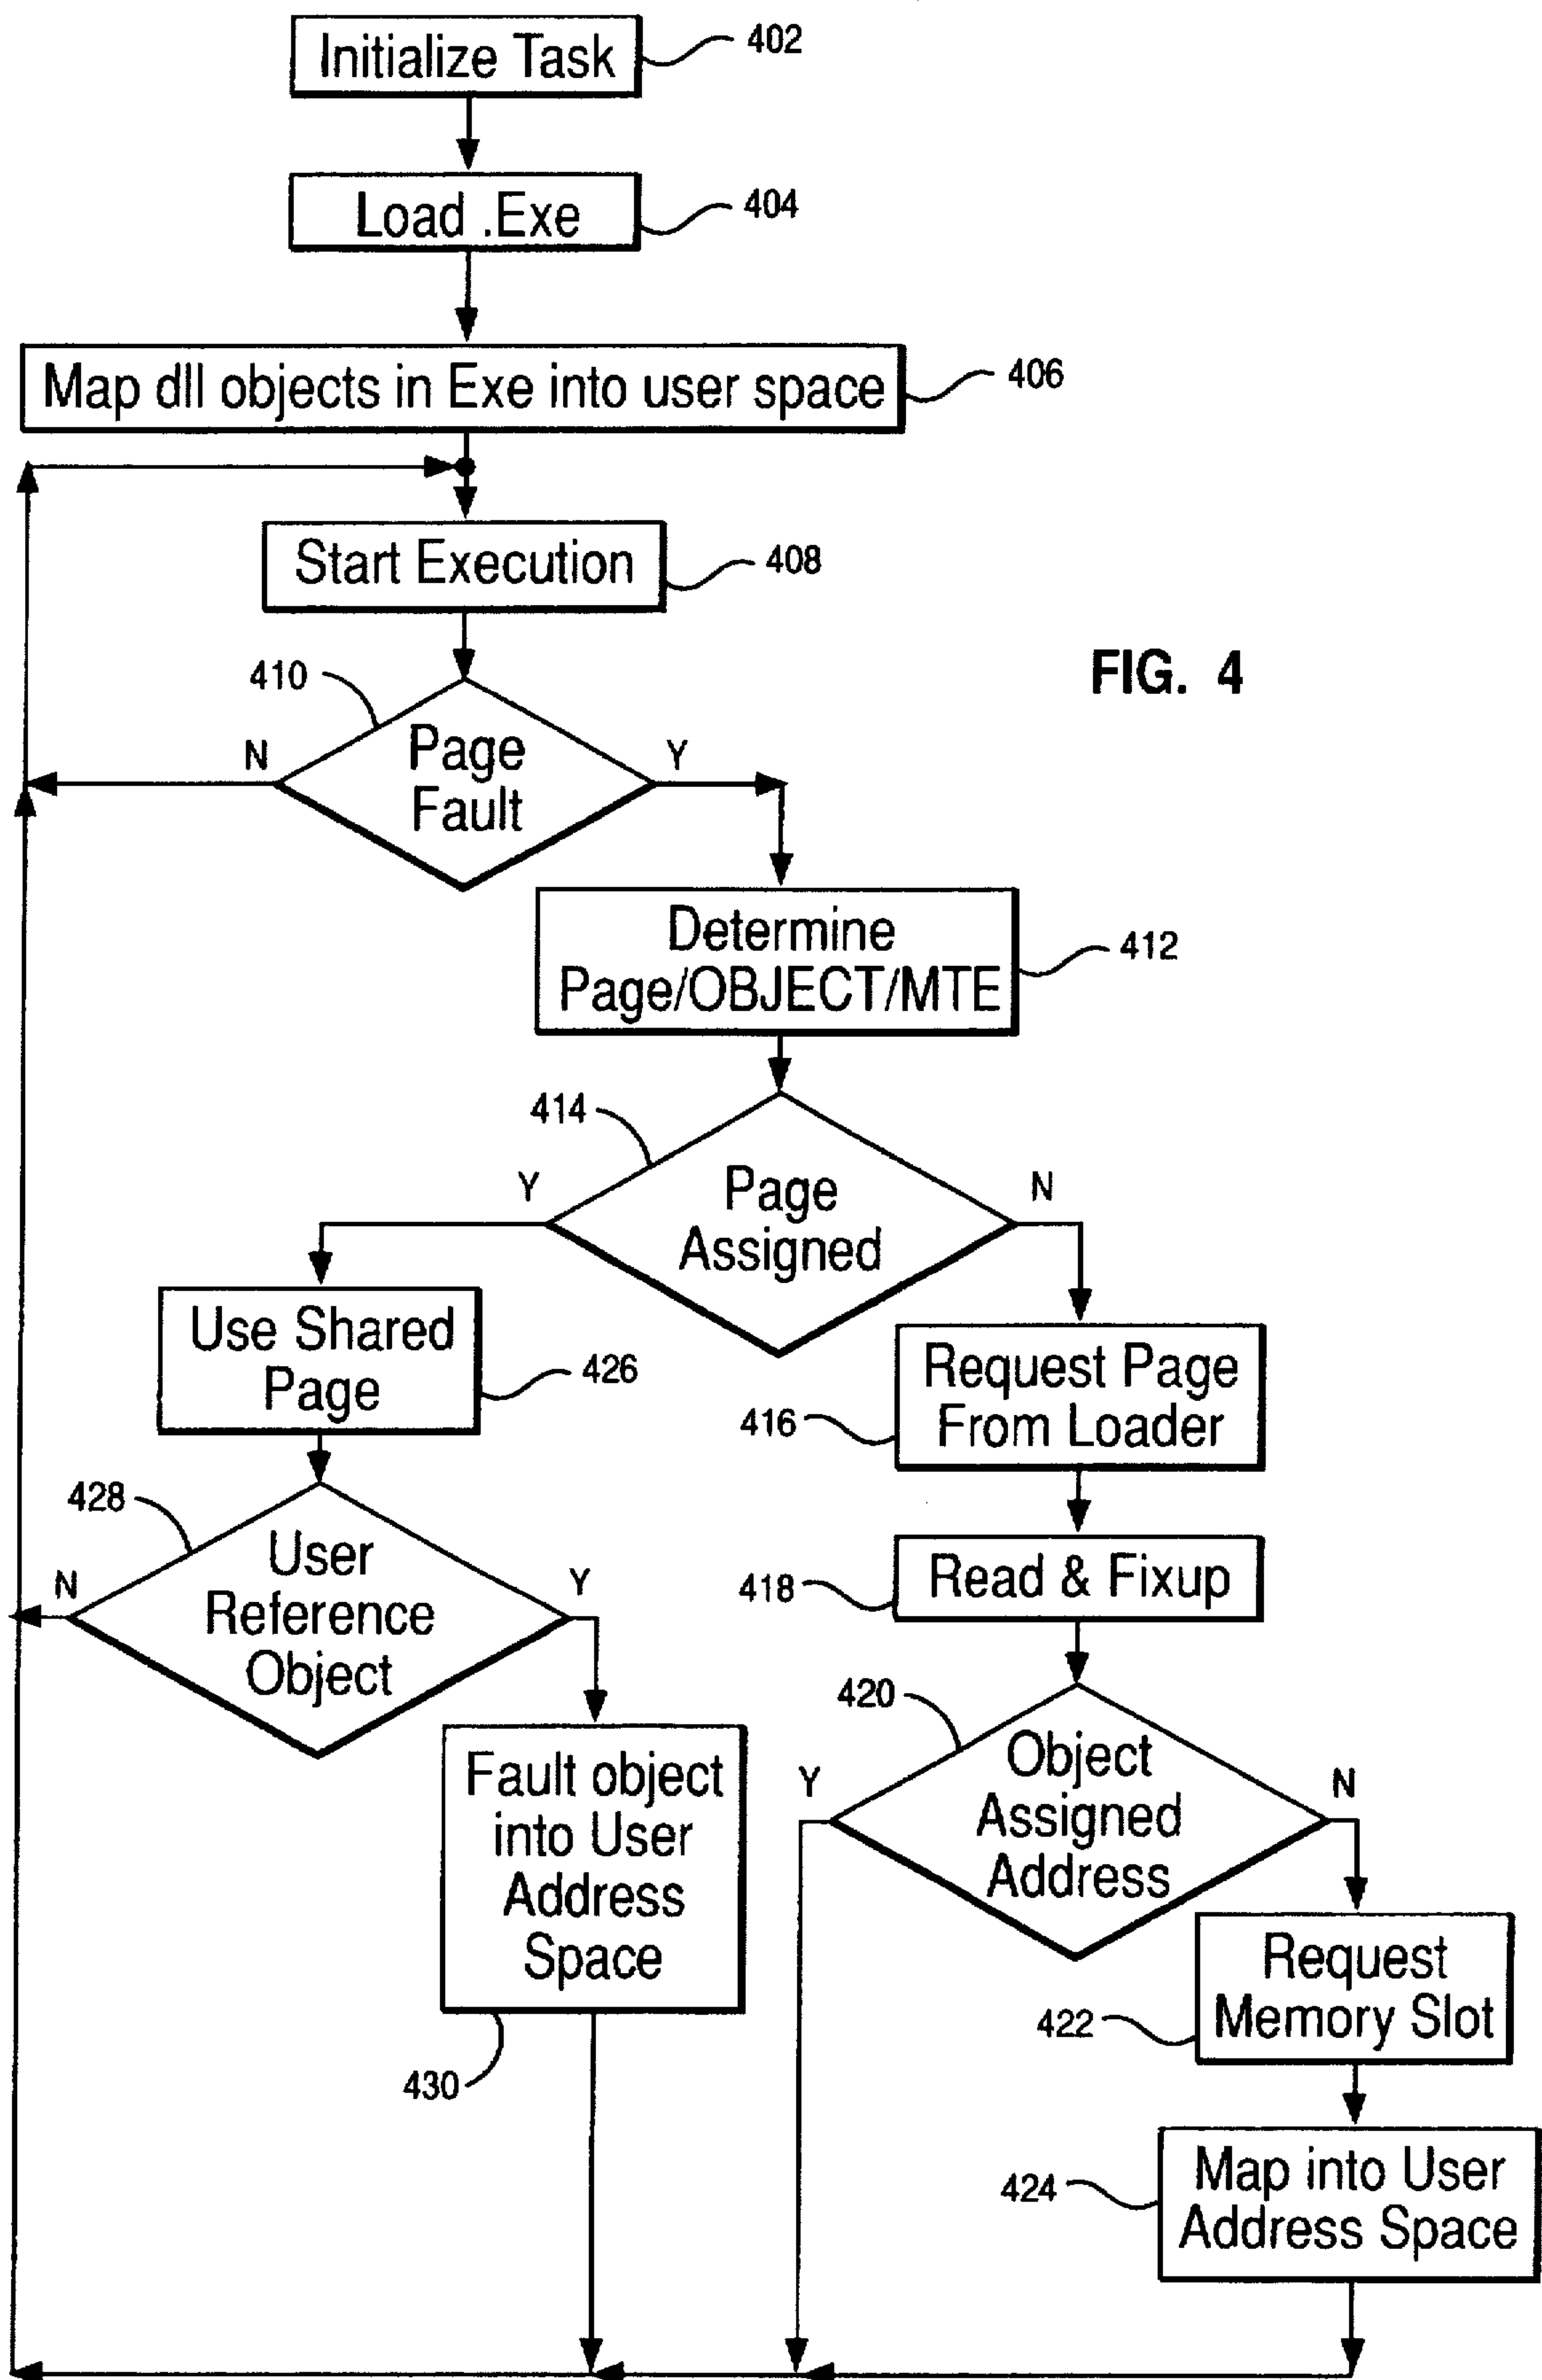 Initialize Task
402
Load .Exe
404
Map dll objects in Exe into user space
406
Start Execution
408
FIG. 4
410
N
Page
Fault
Y
Determine
Page/OBJECT/MTE
412
414
Y
Page
Assigned
N
Use Shared
Page
426
Request Page
From Loader
416
428
N
User
Reference
Object
Y
Read & Fixup
418
420
Y
Object
Assigned
Address
N
Fault object
into User
Address
Space
430
Request
Memory Slot
422
Map into User
Address Space
424